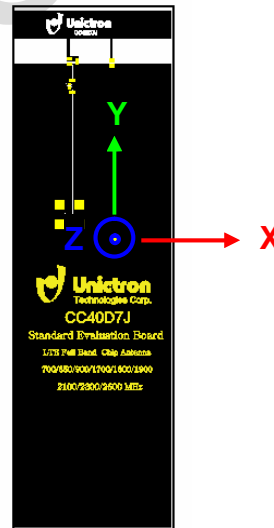 Unictron
Y
Z
X
Unictron
Technologies Corp.
CC40D7J
Standard Evaluation Board
LTE Full Band Chip Antenna
700/850/900/1700/1800/1900
2100/2300/2600 MHz